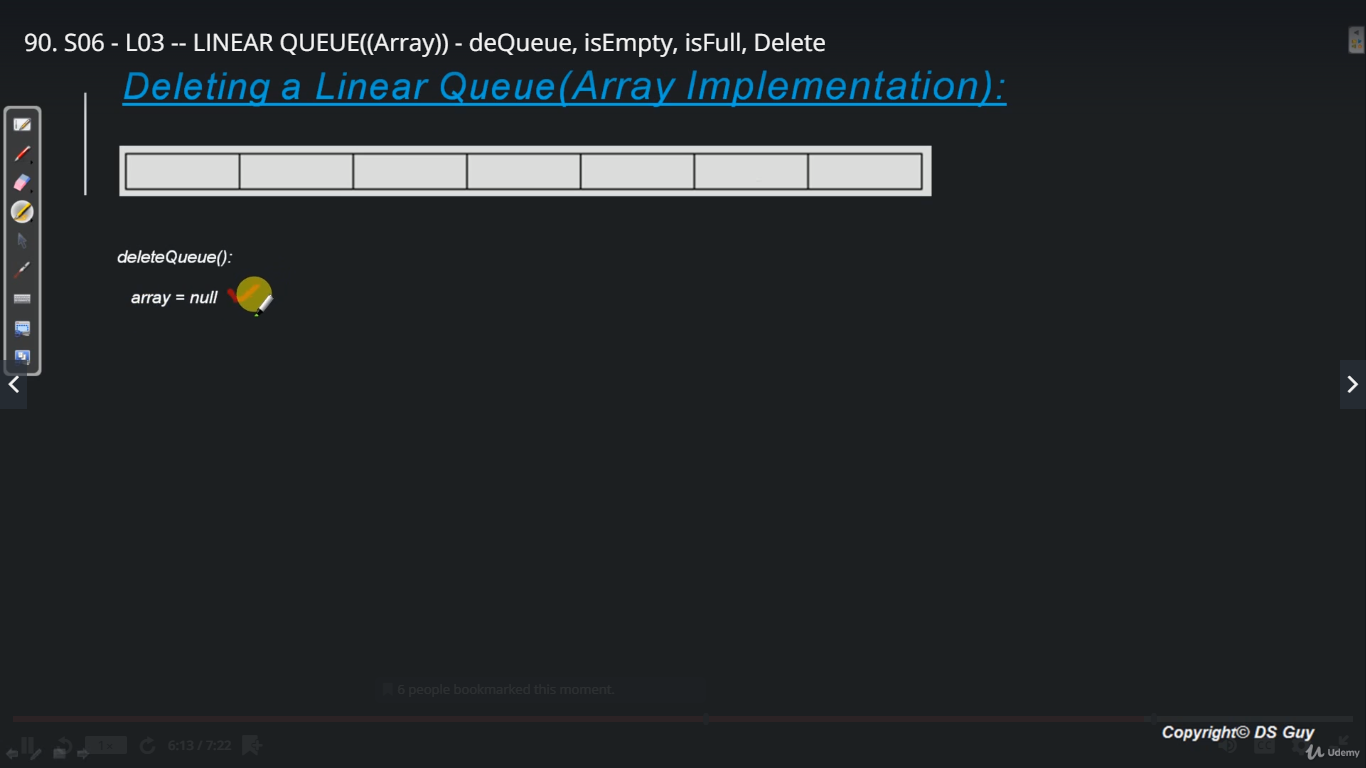 90. S06 - L03 -- LINEAR QUEUE((Array)) - deQueue, isEmpty, isFull, Delete
Deleting a Linear Queue(Array Implementation):
deleteQueue():
array = null
6 people bookmarked this moment.
Copyright© DS Guy
1x
6:13 / 7:22
Udemy